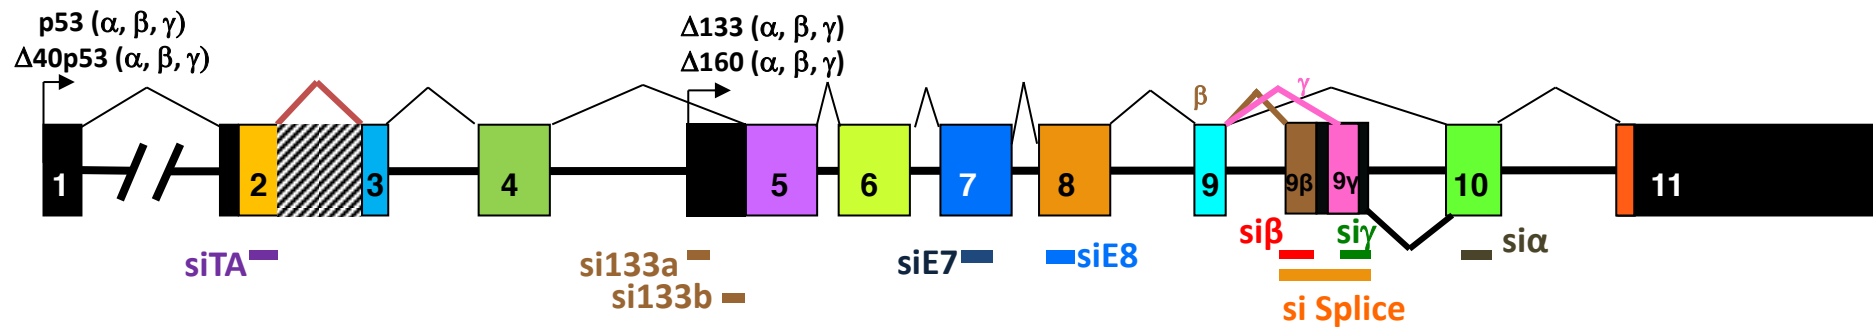 p53 (α, β, γ)
Δ40p53 (α, β, γ)
Δ133 (α, β, γ)
Δ160 (α, β, γ)
β
γ
1
2
3
4
5
6
7
8
9
9β
9γ
10
11
siTA
si133a
si133b
siE7
siE8
siβ
siγ
siα
si Splice